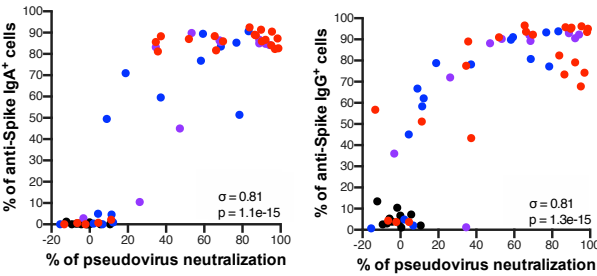 % of anti-Spike IgA⁺ cells
100
90
80
70
60
50
40
30
20
10
0
-20 0 20 40 60 80 100
σ = 0.81
p = 1.1e-15
% of pseudovirus neutralization
% of anti-Spike IgG⁺ cells
100
90
80
70
60
50
40
30
20
10
0
-20 0 20 40 60 80 100
σ = 0.81
p = 1.3e-15
% of pseudovirus neutralization